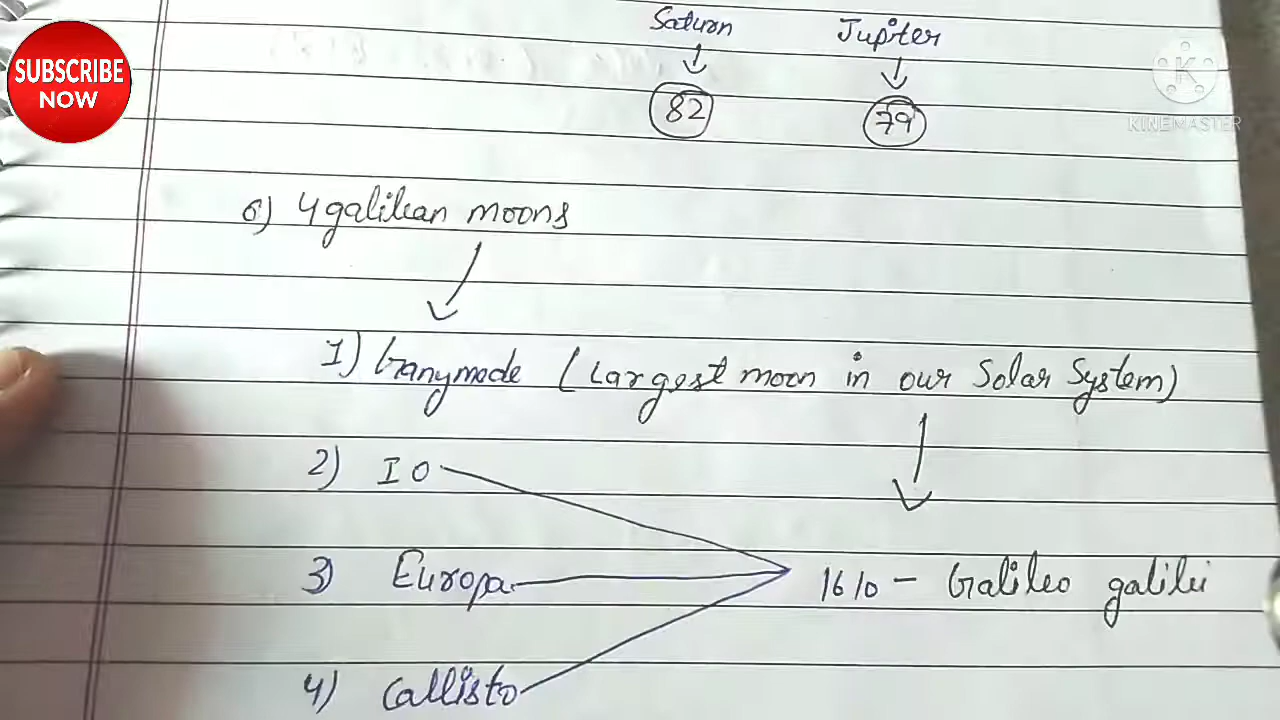 SUBSCRIBE
NOW
Saturn Jupiter
82 79
KINEMASTER
6) 4 galilean moons
1) Ganymede (Largest moon in our Solar System)
2) IO
3) Europa
1610 - Galileo galilei
4) Callisto